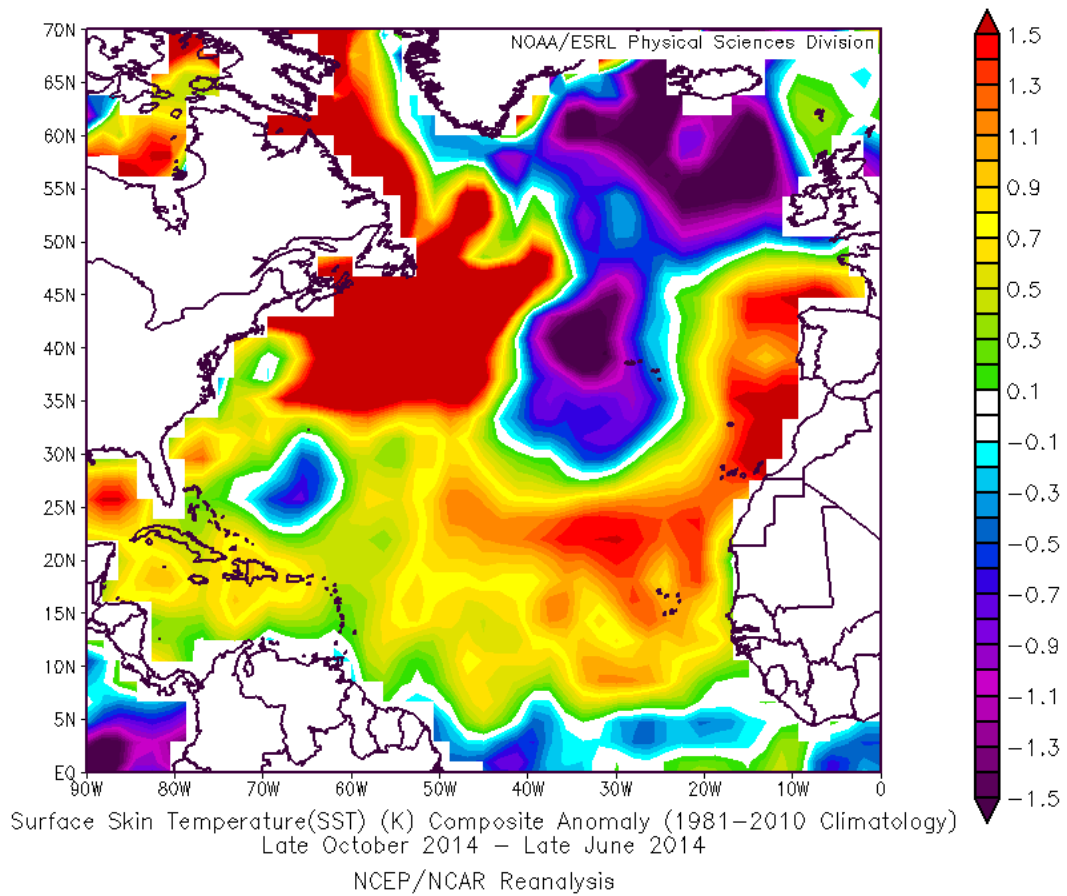 NOAA/ESRL Physical Sciences Division
70N
65N
60N
55N
50N
45N
40N
35N
30N
25N
20N
15N
10N
5N
EQ
90W 80W 70W 60W 50W 40W 30W 20W 10W 0
1.5
1.3
1.1
0.9
0.7
0.5
0.3
0.1
−0.1
−0.3
−0.5
−0.7
−0.9
−1.1
−1.3
−1.5
Surface Skin Temperature(SST) (K) Composite Anomaly (1981−2010 Climatology)
Late October 2014 − Late June 2014
NCEP/NCAR Reanalysis